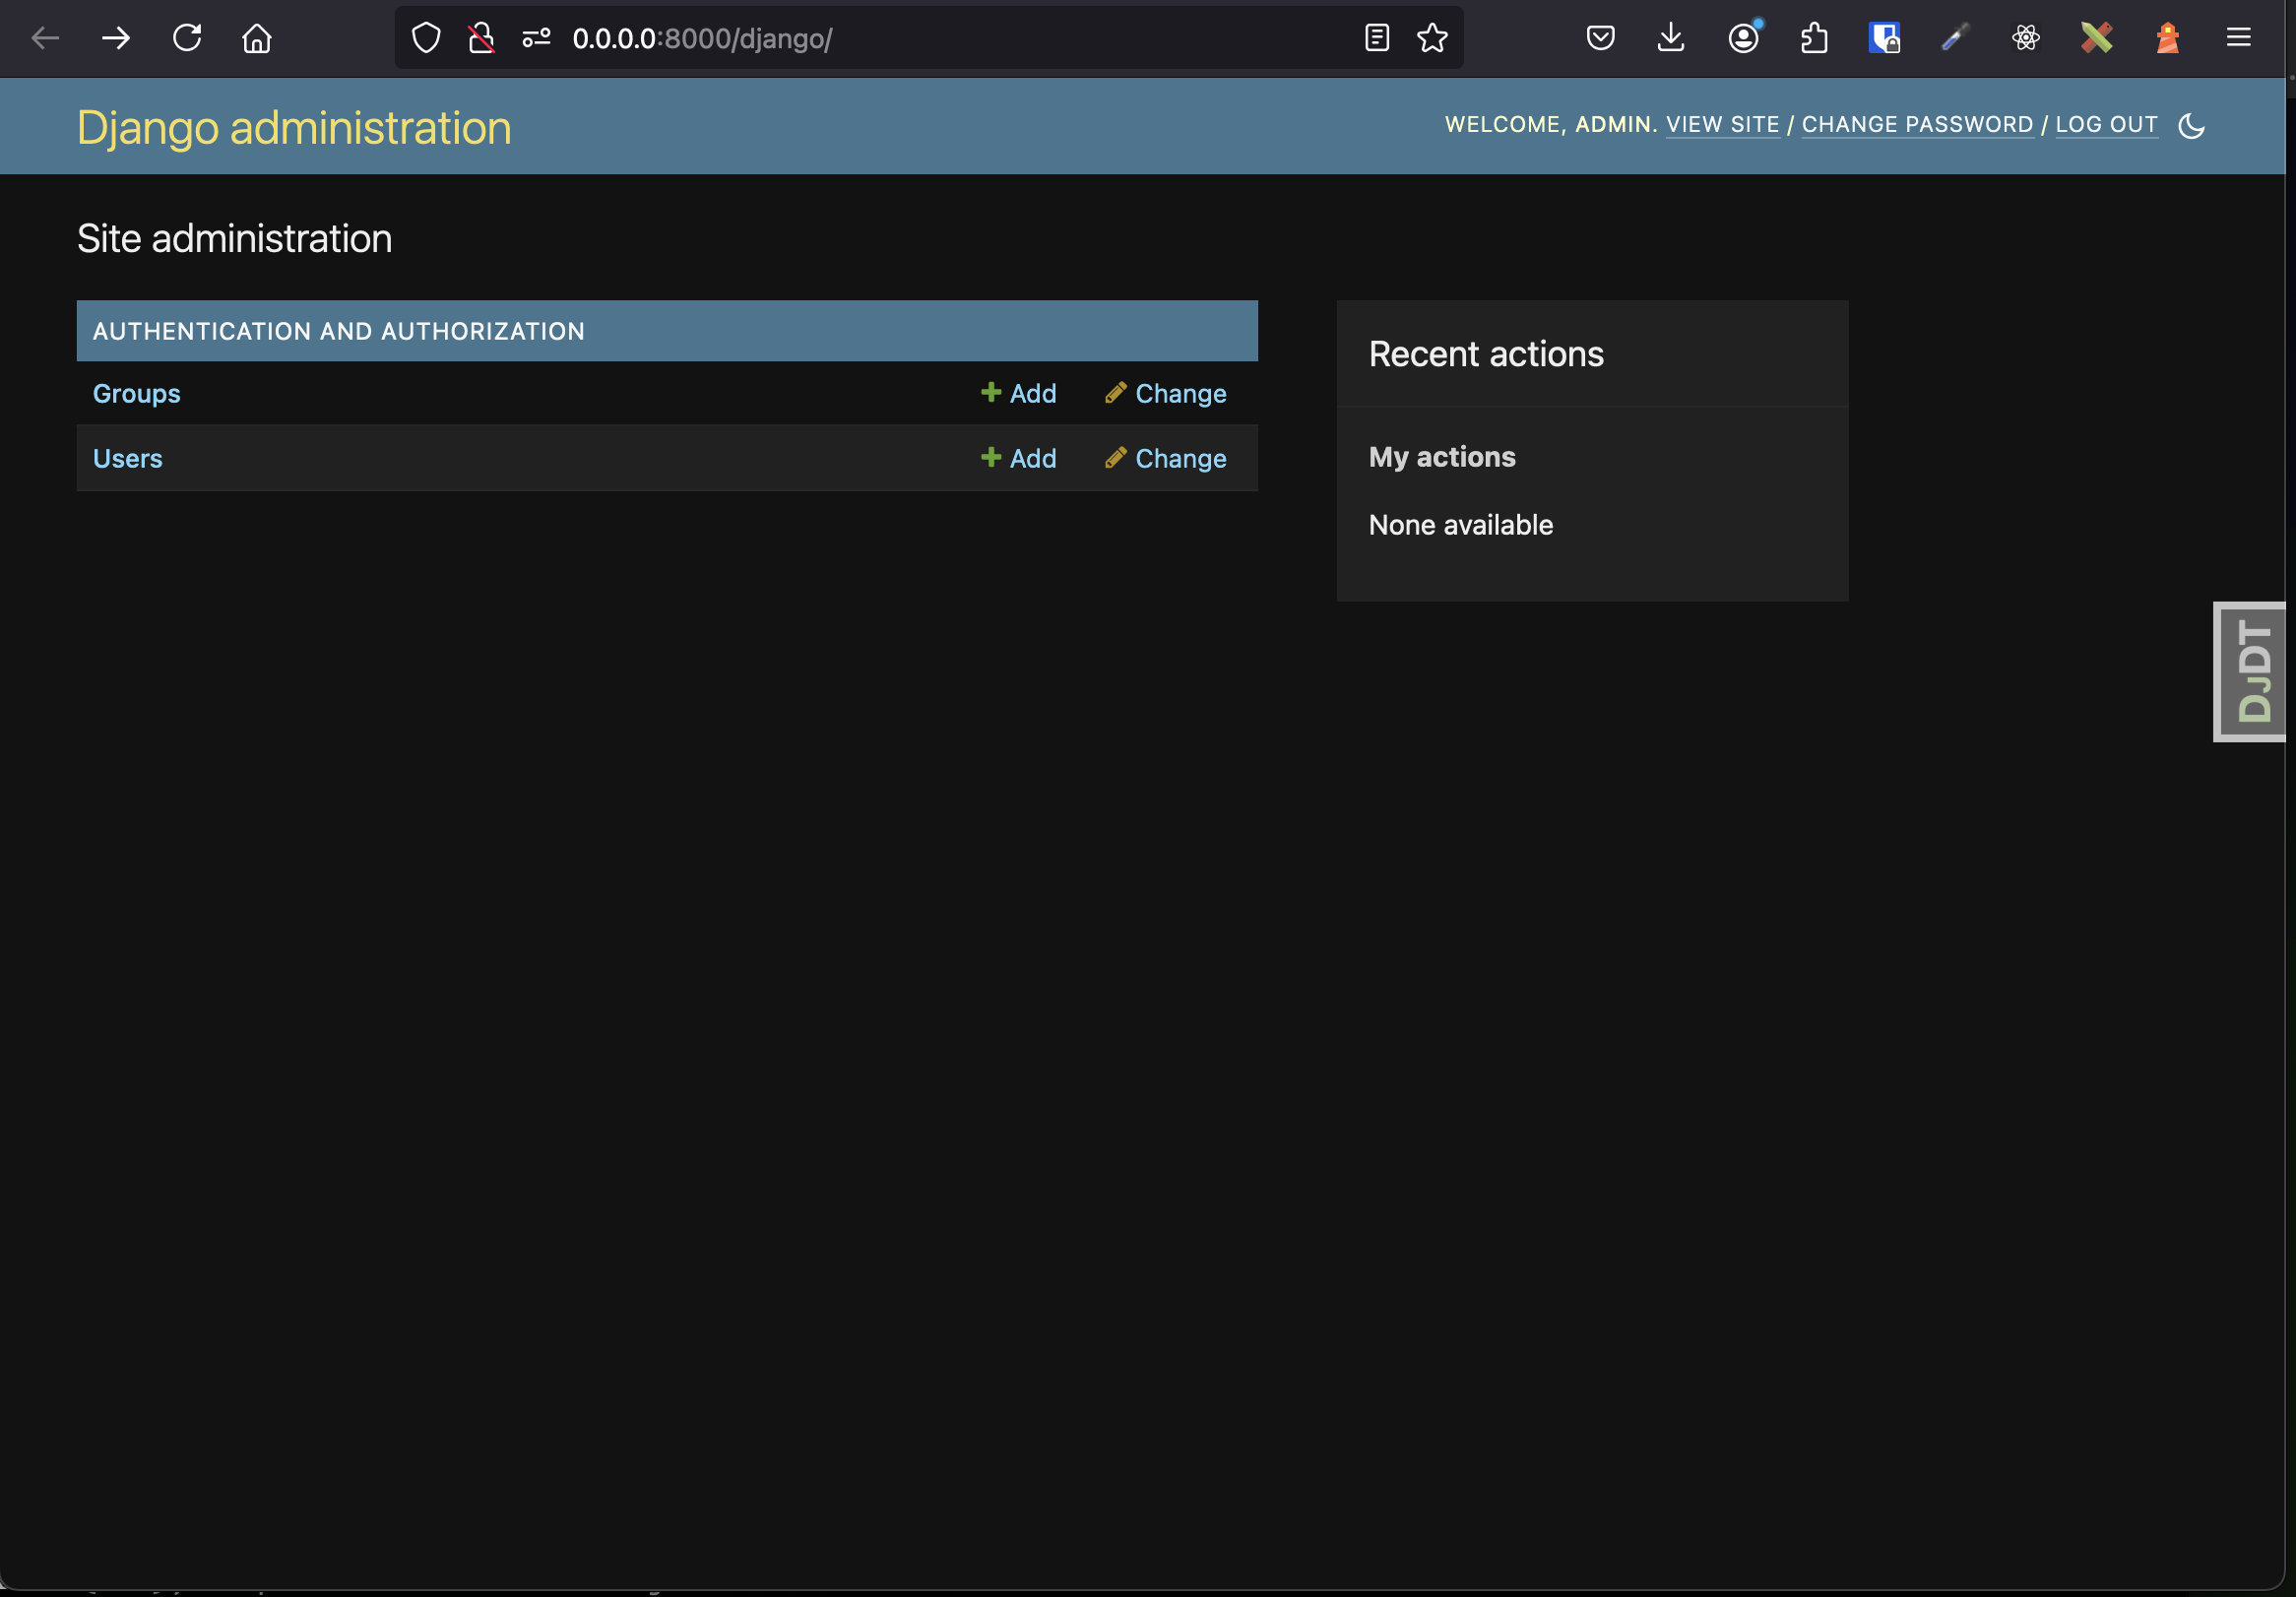 0.0.0.0:8000/django/
Django administration
WELCOME, ADMIN. VIEW SITE / CHANGE PASSWORD / LOG OUT
Site administration
AUTHENTICATION AND AUTHORIZATION
Groups Add Change
Users Add Change
Recent actions
My actions
None available
DJDT